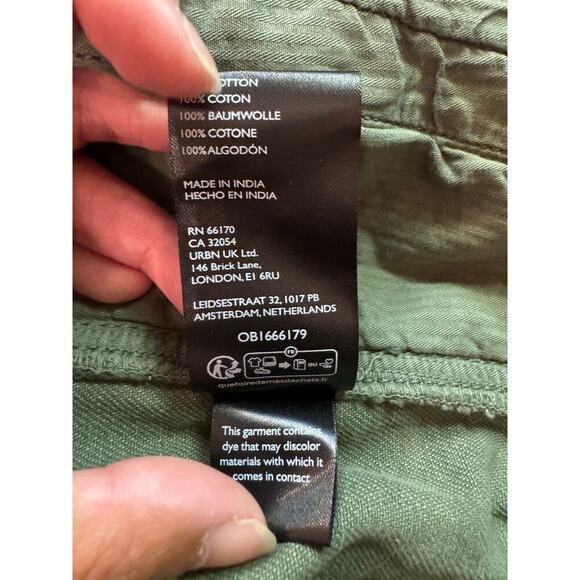 COTTON
100% COTON
100% BAUMWOLLE
100% COTONE
100% ALGODÓN
MADE IN INDIA
HECHO EN INDIA
RN 66170
CA 32054
URBN UK Ltd.
146 Brick Lane,
LONDON, E1 6RU
LEIDSESTRAAT 32, 1017 PB
AMSTERDAM, NETHERLANDS
OB1666179
FR
OU
quefairedemesdechets.fr
This garment contains
dye that may discolor
materials with which it
comes in contact